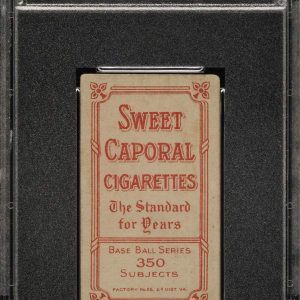 SWEET
CAPORAL
CIGARETTES
The Standard
for Years
BASE BALL SERIES
350
SUBJECTS
FACTORY No. 25, 2nd DIST. VA.